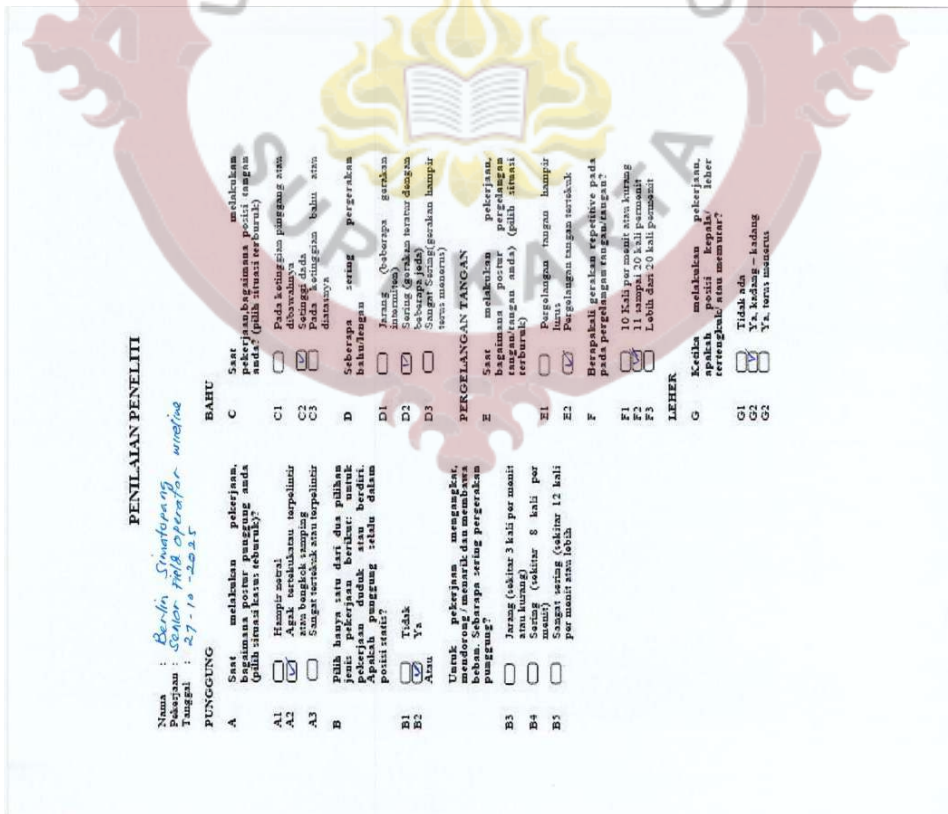 PENILAIAN PENELITI
Nama : Berlin Simatupang
Pekerjaan : Senior Field Operator wireline
Tanggal : 27-10-2025
PUNGGUNG
A Saat melakukan pekerjaan,
bagaimana postur punggung anda
(pilih situasi kasus teburuk)?
A1 Hampir netral
A2 Agak tertekukatau terpelintir
atau bengkok samping
A3 Sangat tertekuk atau terpelintir
B Pilih hanya satu dari dua pilihan
jenis pekerjaan berikut: untuk
pekerjaan duduk atau berdiri.
Apakah punggung selalu dalam
posisi statis?
B1 Tidak
B2 Ya
Atau
Untuk pekerjaan mengangkat,
mendorong/menarik dan membawa
beban. Sebarapa sering pergerakan
punggung?
B3 Jarang (sekitar 3 kali per menit
atau kurang)
B4 Sering (sekitar 8 kali per
menit)
B5 Sangat sering (sekitar 12 kali
per menit atau lebih
BAHU
C Saat melakukan
pekerjaan,bagaimana posisi tangan
anda? (pilih situasi terburuk)
C1 Pada ketinggian pinggang atau
dibawahnya
C2 Setinggi dada
C3 Pada ketinggian bahu atau
diatasnya
D Seberapa sering pergerakan
bahu/lengan
D1 Jarang (beberapa gerakan
intermiten)
D2 Sering (gerakan teratur dengan
beberapa jeda)
D3 Sangat Sering(gerakan hampir
terus menerus)
PERGELANGAN TANGAN
E Saat melakukan pekerjaan,
bagaimana postur pergelangan
tangan/tangan anda) (pilih situasi
terburuk)
E1 Pergelangan tangan hampir
lurus
E2 Pergelangan tangan tertekuk
F Berapakali gerakan repetitive pada
pada pergelangan tangan/tangan?
F1 10 Kali per menit atau kurang
F2 11 sampai 20 kali permenit
F3 Lebih dari 20 kali permenit
LEHER
G Ketika melakukan pekerjaan,
apakah posisi kepala/ leher
tertengkuk atau memutar?
G1 Tidak ada
G2 Ya, kadang – kadang
G2 Ya, terus menerus
SURAKARTA